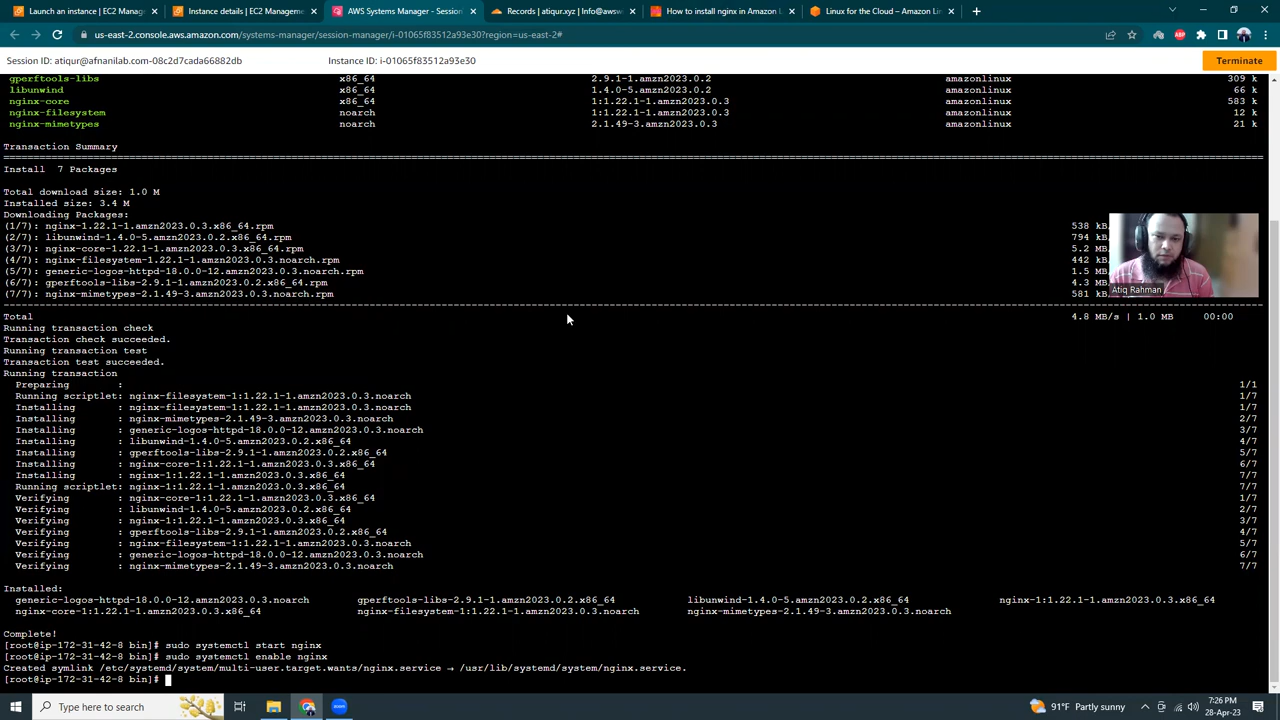 Launch an instance | EC2 Manage
Instance details | EC2 Manageme
AWS Systems Manager - Session
Records | atiqur.xyz | Info@awsw
How to install nginx in Amazon L
Linux for the Cloud – Amazon Lin
us-east-2.console.aws.amazon.com/systems-manager/session-manager/i-01065f83512a93e30?region=us-east-2#
Session ID: atiqur@afnanilab.com-08c2d7cada66882db Instance ID: i-01065f83512a93e30 Terminate
gperftools-libs x86_64 2.9.1-1.amzn2023.0.2 amazonlinux 309 k
libunwind x86_64 1.4.0-5.amzn2023.0.2 amazonlinux 66 k
nginx-core x86_64 1:1.22.1-1.amzn2023.0.3 amazonlinux 583 k
nginx-filesystem noarch 1:1.22.1-1.amzn2023.0.3 amazonlinux 12 k
nginx-mimetypes noarch 2.1.49-3.amzn2023.0.3 amazonlinux 21 k
Transaction Summary
Install 7 Packages
Total download size: 1.0 M
Installed size: 3.4 M
Downloading Packages:
(1/7): nginx-1.22.1-1.amzn2023.0.3.x86_64.rpm 538 kB
(2/7): libunwind-1.4.0-5.amzn2023.0.2.x86_64.rpm 794 kB
(3/7): nginx-core-1.22.1-1.amzn2023.0.3.x86_64.rpm 5.2 MB
(4/7): nginx-filesystem-1.22.1-1.amzn2023.0.3.noarch.rpm 442 kB
(5/7): generic-logos-httpd-18.0.0-12.amzn2023.0.3.noarch.rpm 1.5 MB
(6/7): gperftools-libs-2.9.1-1.amzn2023.0.2.x86_64.rpm 4.3 MB
(7/7): nginx-mimetypes-2.1.49-3.amzn2023.0.3.noarch.rpm 581 kB
Atiq Rahman
Total 4.8 MB/s | 1.0 MB 00:00
Running transaction check
Transaction check succeeded.
Running transaction test
Transaction test succeeded.
Running transaction
Preparing : 1/1
Running scriptlet: nginx-filesystem-1:1.22.1-1.amzn2023.0.3.noarch 1/7
Installing : nginx-filesystem-1:1.22.1-1.amzn2023.0.3.noarch 1/7
Installing : nginx-mimetypes-2.1.49-3.amzn2023.0.3.noarch 2/7
Installing : generic-logos-httpd-18.0.0-12.amzn2023.0.3.noarch 3/7
Installing : libunwind-1.4.0-5.amzn2023.0.2.x86_64 4/7
Installing : gperftools-libs-2.9.1-1.amzn2023.0.2.x86_64 5/7
Installing : nginx-core-1:1.22.1-1.amzn2023.0.3.x86_64 6/7
Installing : nginx-1:1.22.1-1.amzn2023.0.3.x86_64 7/7
Running scriptlet: nginx-1:1.22.1-1.amzn2023.0.3.x86_64 7/7
Verifying : nginx-core-1:1.22.1-1.amzn2023.0.3.x86_64 1/7
Verifying : libunwind-1.4.0-5.amzn2023.0.2.x86_64 2/7
Verifying : nginx-1:1.22.1-1.amzn2023.0.3.x86_64 3/7
Verifying : gperftools-libs-2.9.1-1.amzn2023.0.2.x86_64 4/7
Verifying : nginx-filesystem-1:1.22.1-1.amzn2023.0.3.noarch 5/7
Verifying : generic-logos-httpd-18.0.0-12.amzn2023.0.3.noarch 6/7
Verifying : nginx-mimetypes-2.1.49-3.amzn2023.0.3.noarch 7/7
Installed:
generic-logos-httpd-18.0.0-12.amzn2023.0.3.noarch gperftools-libs-2.9.1-1.amzn2023.0.2.x86_64 libunwind-1.4.0-5.amzn2023.0.2.x86_64 nginx-1:1.22.1-1.amzn2023.0.3.x86_64
nginx-core-1:1.22.1-1.amzn2023.0.3.x86_64 nginx-filesystem-1:1.22.1-1.amzn2023.0.3.noarch nginx-mimetypes-2.1.49-3.amzn2023.0.3.noarch
Complete!
[root@ip-172-31-42-8 bin]# sudo systemctl start nginx
[root@ip-172-31-42-8 bin]# sudo systemctl enable nginx
Created symlink /etc/systemd/system/multi-user.target.wants/nginx.service → /usr/lib/systemd/system/nginx.service.
[root@ip-172-31-42-8 bin]#
Type here to search
91°F Partly sunny
7:26 PM
28-Apr-23